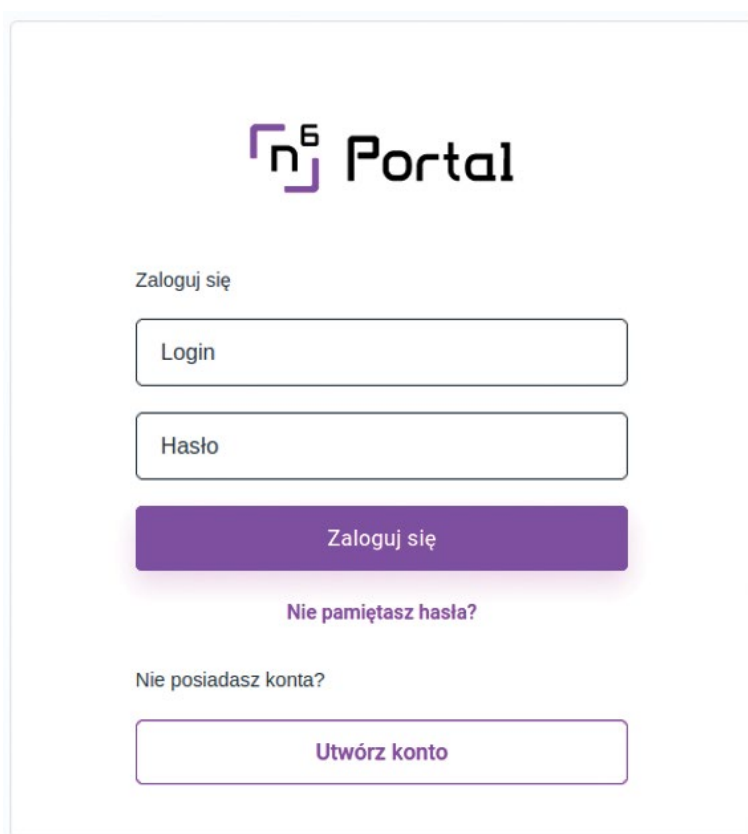 n6 Portal
Zaloguj się
Login
Hasło
Zaloguj się
Nie pamiętasz hasła?
Nie posiadasz konta?
Utwórz konto